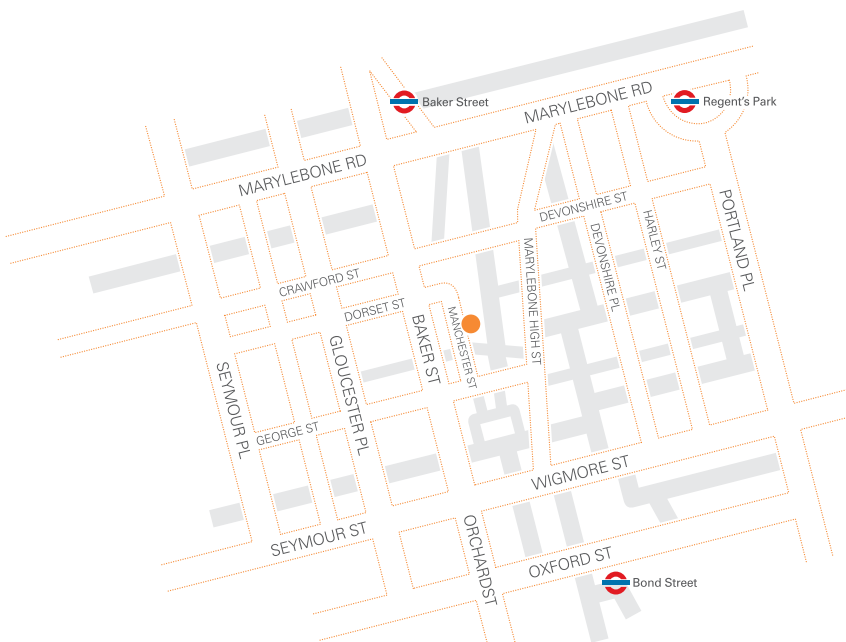 Baker Street
MARYLEBONE RD
Regent's Park
MARYLEBONE RD
DEVONSHIRE ST
PORTLAND PL
HARLEY ST
DEVONSHIRE PL
MARYLEBONE HIGH ST
CRAWFORD ST
DORSET ST
MANCHESTER ST
BAKER ST
GLOUCESTER PL
SEYMOUR PL
GEORGE ST
WIGMORE ST
SEYMOUR ST
ORCHARDST
OXFORD ST
Bond Street